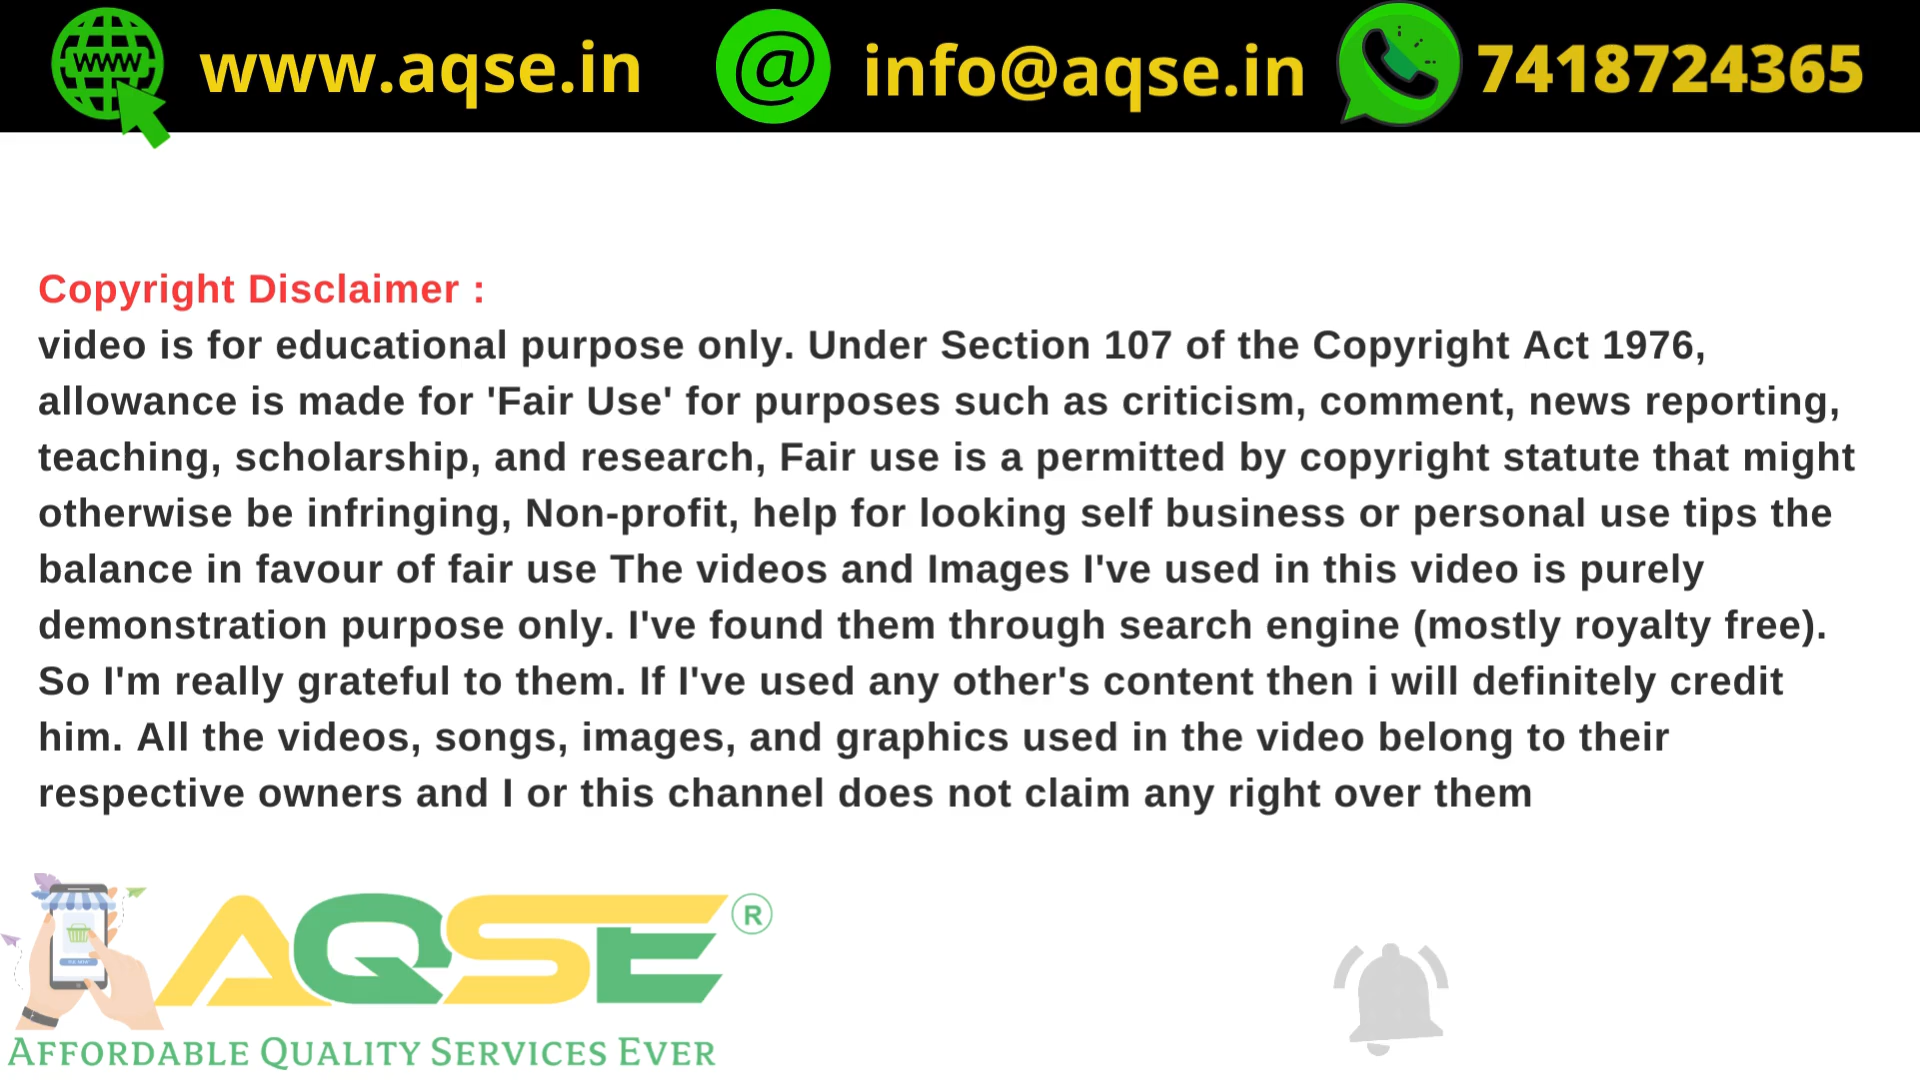 www.aqse.in
info@aqse.in
7418724365
WWW
@
Copyright Disclaimer :
video is for educational purpose only. Under Section 107 of the Copyright Act 1976,
allowance is made for 'Fair Use' for purposes such as criticism, comment, news reporting,
teaching, scholarship, and research, Fair use is a permitted by copyright statute that might
otherwise be infringing, Non-profit, help for looking self business or personal use tips the
balance in favour of fair use The videos and Images I've used in this video is purely
demonstration purpose only. I've found them through search engine (mostly royalty free).
So I'm really grateful to them. If I've used any other's content then i will definitely credit
him. All the videos, songs, images, and graphics used in the video belong to their
respective owners and I or this channel does not claim any right over them
AQSE ®
AFFORDABLE QUALITY SERVICES EVER